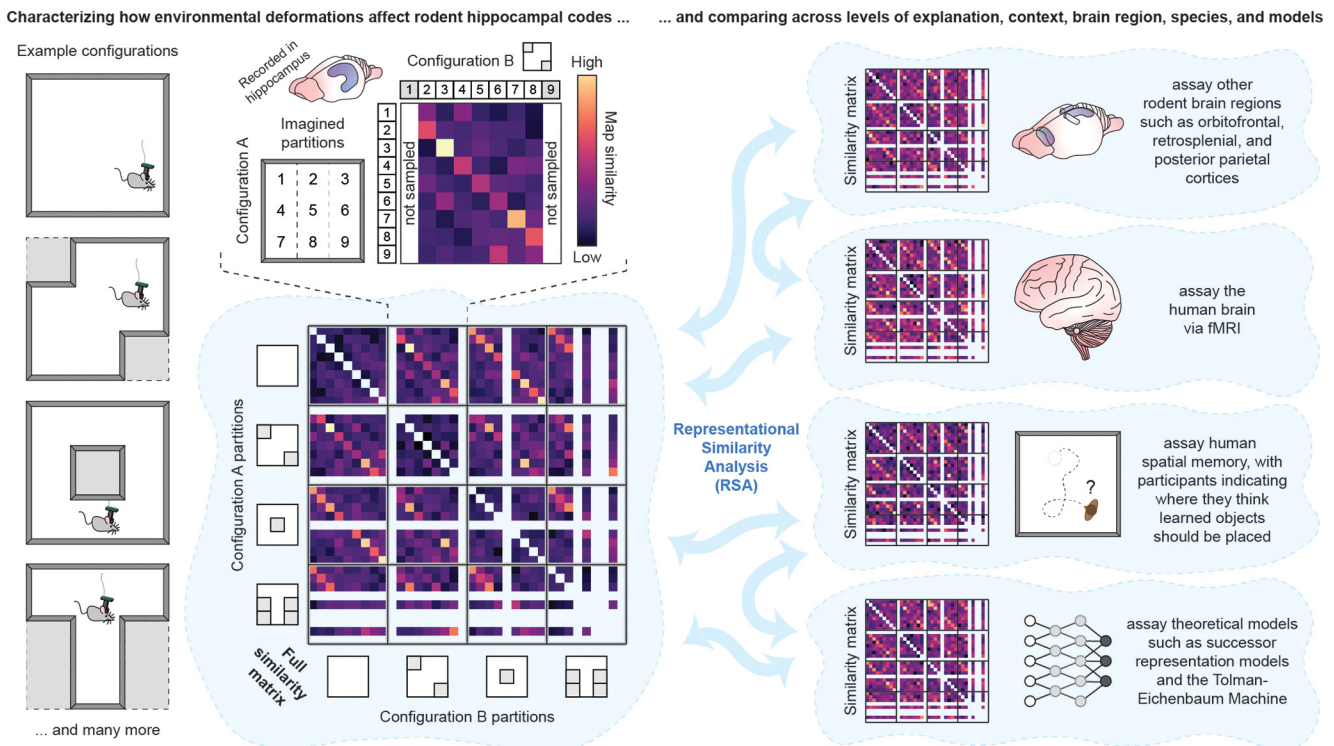 Characterizing how environmental deformations affect rodent hippocampal codes ...
... and comparing across levels of explanation, context, brain region, species, and models
Example configurations
... and many more
Recorded in
hippocampus
Configuration B
1 2 3 4 5 6 7 8 9
High
Map similarity
Low
Configuration A
Imagined
partitions
1 2 3
4 5 6
7 8 9
1
2
3
4
5
6
7
8
9
not sampled
not sampled
Configuration A partitions
Full
similarity
matrix
Configuration B partitions
Representational
Similarity
Analysis
(RSA)
Similarity matrix
assay other
rodent brain regions
such as orbitofrontal,
retrosplenial, and
posterior parietal
cortices
Similarity matrix
assay the
human brain
via fMRI
Similarity matrix
?
assay human
spatial memory, with
participants indicating
where they think
learned objects
should be placed
Similarity matrix
assay theoretical models
such as successor
representation models
and the Tolman-
Eichenbaum Machine